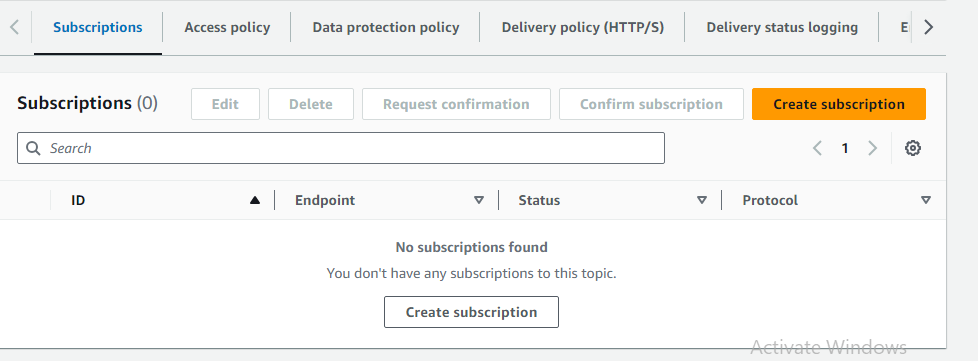 Subscriptions Access policy Data protection policy Delivery policy (HTTP/S) Delivery status logging E
Subscriptions (0) Edit Delete Request confirmation Confirm subscription Create subscription
Search 1
ID Endpoint Status Protocol
No subscriptions found
You don't have any subscriptions to this topic.
Create subscription
Activate Windows